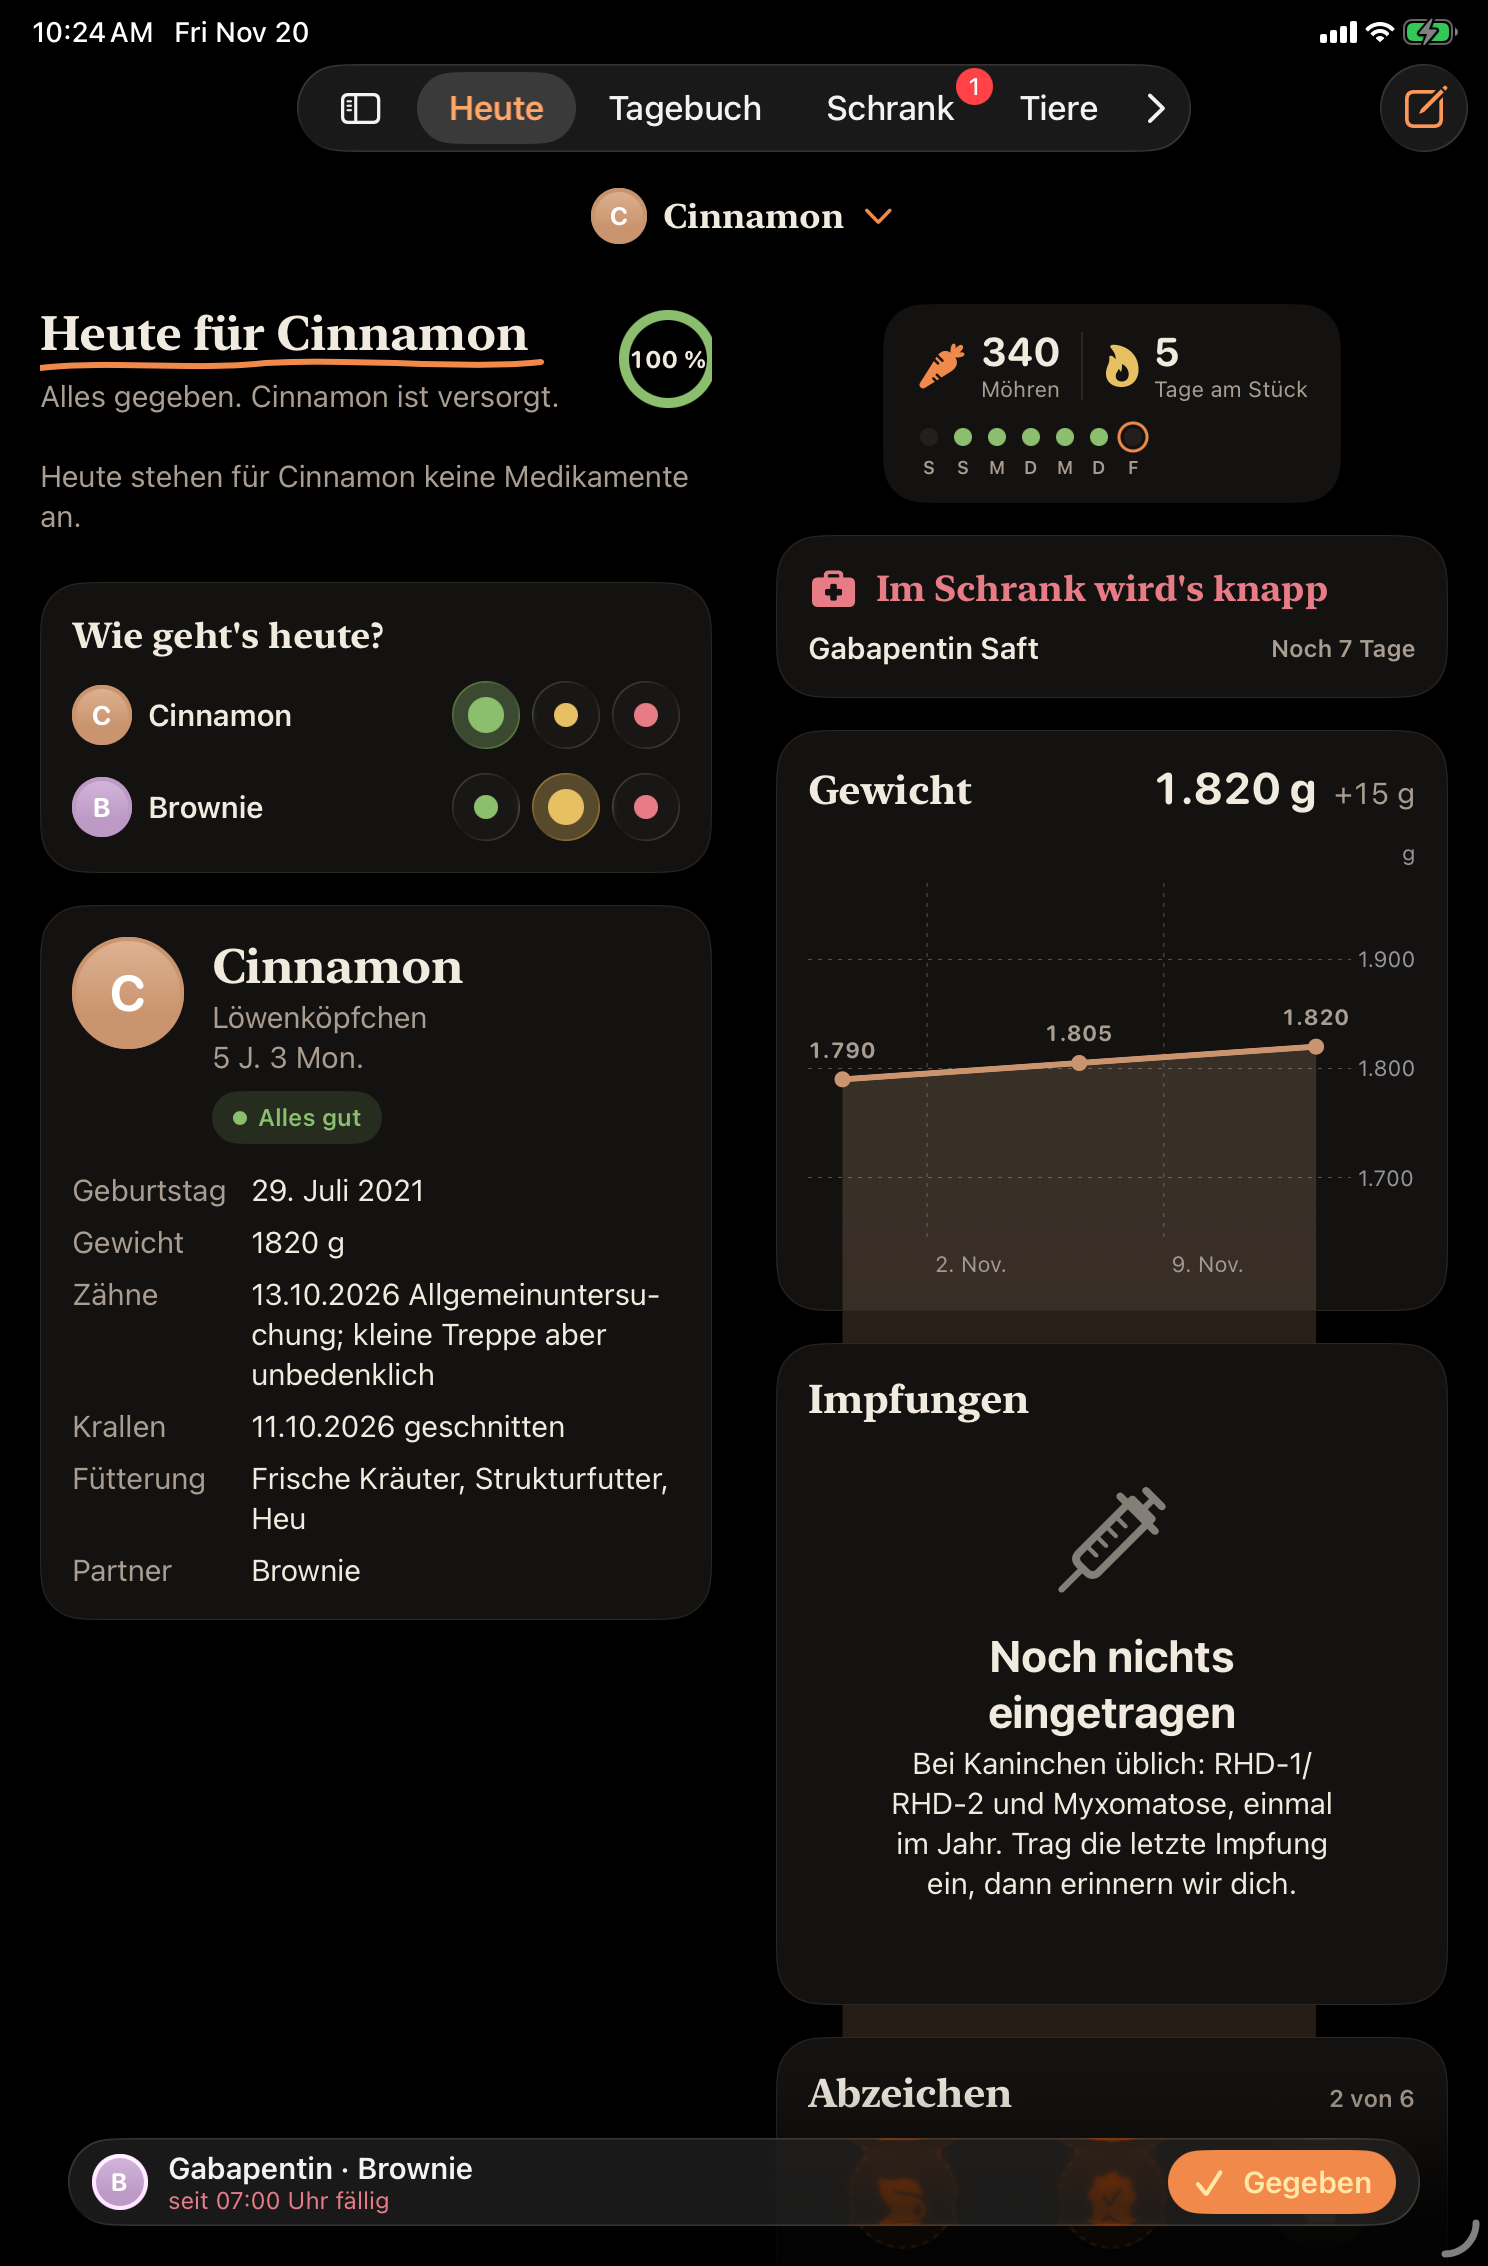 10:24 AM Fri Nov 20
Heute
Tagebuch
Schrank
1
Tiere
C
Cinnamon
Heute für Cinnamon
Alles gegeben. Cinnamon ist versorgt.
100 %
Heute stehen für Cinnamon keine Medikamente
an.
Wie geht's heute?
C
Cinnamon
B
Brownie
C
Cinnamon
Löwenköpfchen
5 J. 3 Mon.
Alles gut
Geburtstag 29. Juli 2021
Gewicht 1820 g
Zähne 13.10.2026 Allgemeinuntersu-
chung; kleine Treppe aber
unbedenklich
Krallen 11.10.2026 geschnitten
Fütterung Frische Kräuter, Strukturfutter,
Heu
Partner Brownie
340
Möhren
5
Tage am Stück
S S M D M D F
Im Schrank wird's knapp
Gabapentin Saft Noch 7 Tage
Gewicht 1.820 g +15 g
g
1.900
1.790 1.805 1.820
1.800
1.700
2. Nov. 9. Nov.
Impfungen
Noch nichts
eingetragen
Bei Kaninchen üblich: RHD-1/
RHD-2 und Myxomatose, einmal
im Jahr. Trag die letzte Impfung
ein, dann erinnern wir dich.
Abzeichen 2 von 6
B
Gabapentin · Brownie
seit 07:00 Uhr fällig
Gegeben